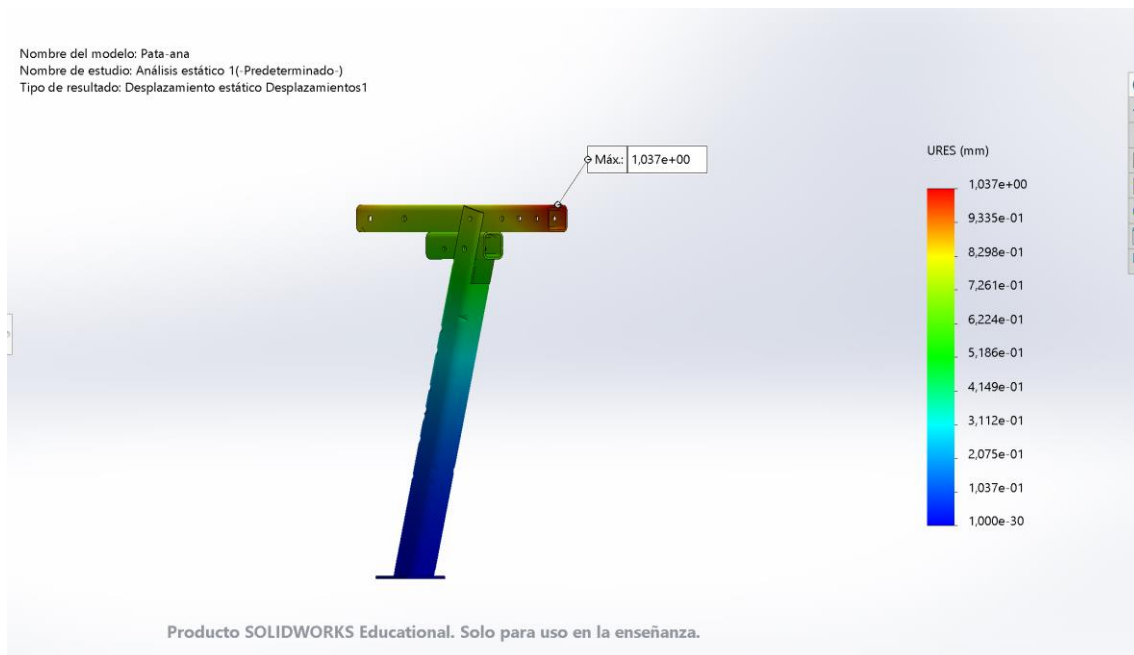 Nombre del modelo: Pata-ana
Nombre de estudio: Análisis estático 1(-Predeterminado-)
Tipo de resultado: Desplazamiento estático Desplazamientos1
Máx.: 1,037e+00
URES (mm)
1,037e+00
9,335e-01
8,298e-01
7,261e-01
6,224e-01
5,186e-01
4,149e-01
3,112e-01
2,075e-01
1,037e-01
1,000e-30
Producto SOLIDWORKS Educational. Solo para uso en la enseñanza.